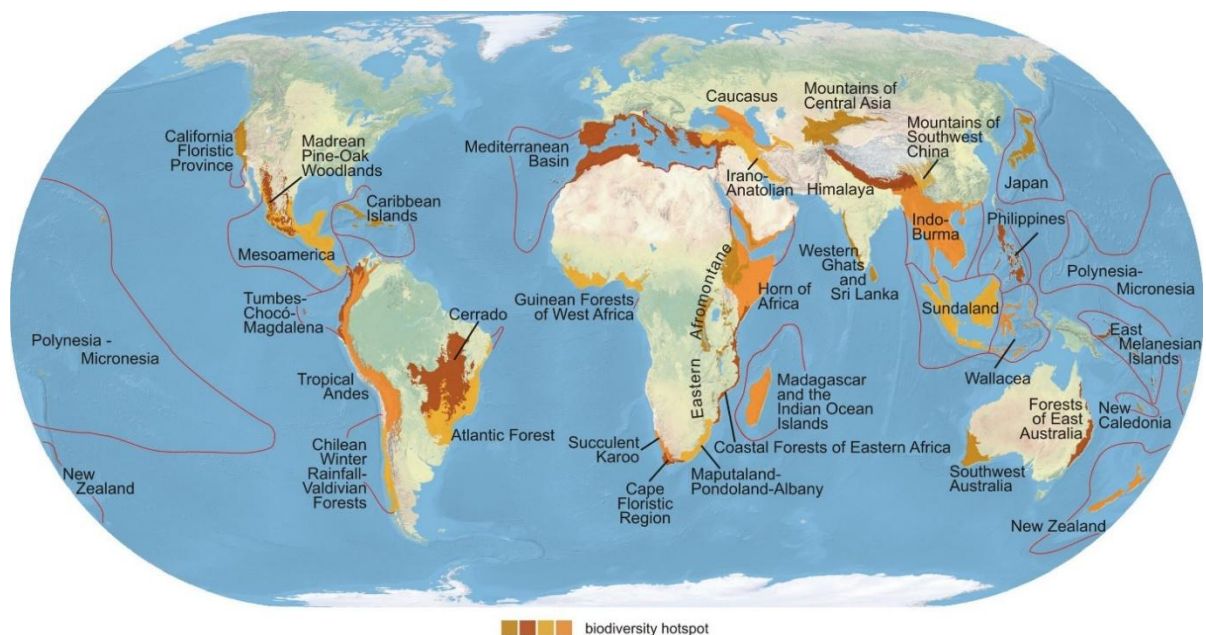 California
Floristic
Province
Madrean
Pine-Oak
Woodlands
Caribbean
Islands
Mesoamerica
Tumbes-
Chocó-
Magdalena
Polynesia -
Micronesia
Cerrado
Tropical
Andes
Atlantic Forest
Chilean
Winter
Rainfall-
Valdivian
Forests
New
Zealand
Mediterranean
Basin
Caucasus
Irano-
Anatolian
Mountains of
Central Asia
Mountains of
Southwest
China
Himalaya
Japan
Indo-
Burma
Philippines
Western
Ghats
and
Sri Lanka
Guinean Forests
of West Africa
Eastern Afromontane
Horn of
Africa
Sundaland
Polynesia-
Micronesia
East
Melanesian
Islands
Wallacea
Madagascar
and the
Indian Ocean
Islands
Succulent
Karoo
Coastal Forests of Eastern Africa
Cape
Floristic
Region
Maputaland-
Pondoland-Albany
Forests
of East
Australia
New
Caledonia
Southwest
Australia
New Zealand
biodiversity hotspot